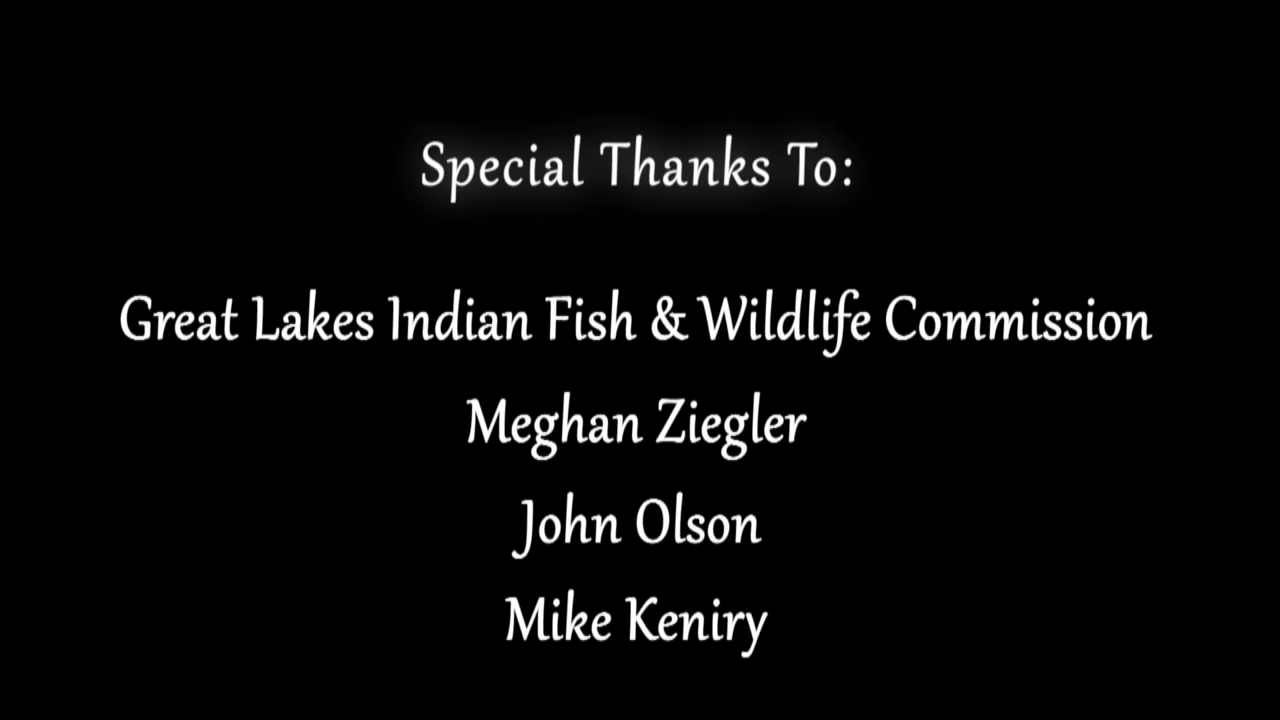 Special Thanks To:
Great Lakes Indian Fish & Wildlife Commission
Meghan Ziegler
John Olson
Mike Keniry